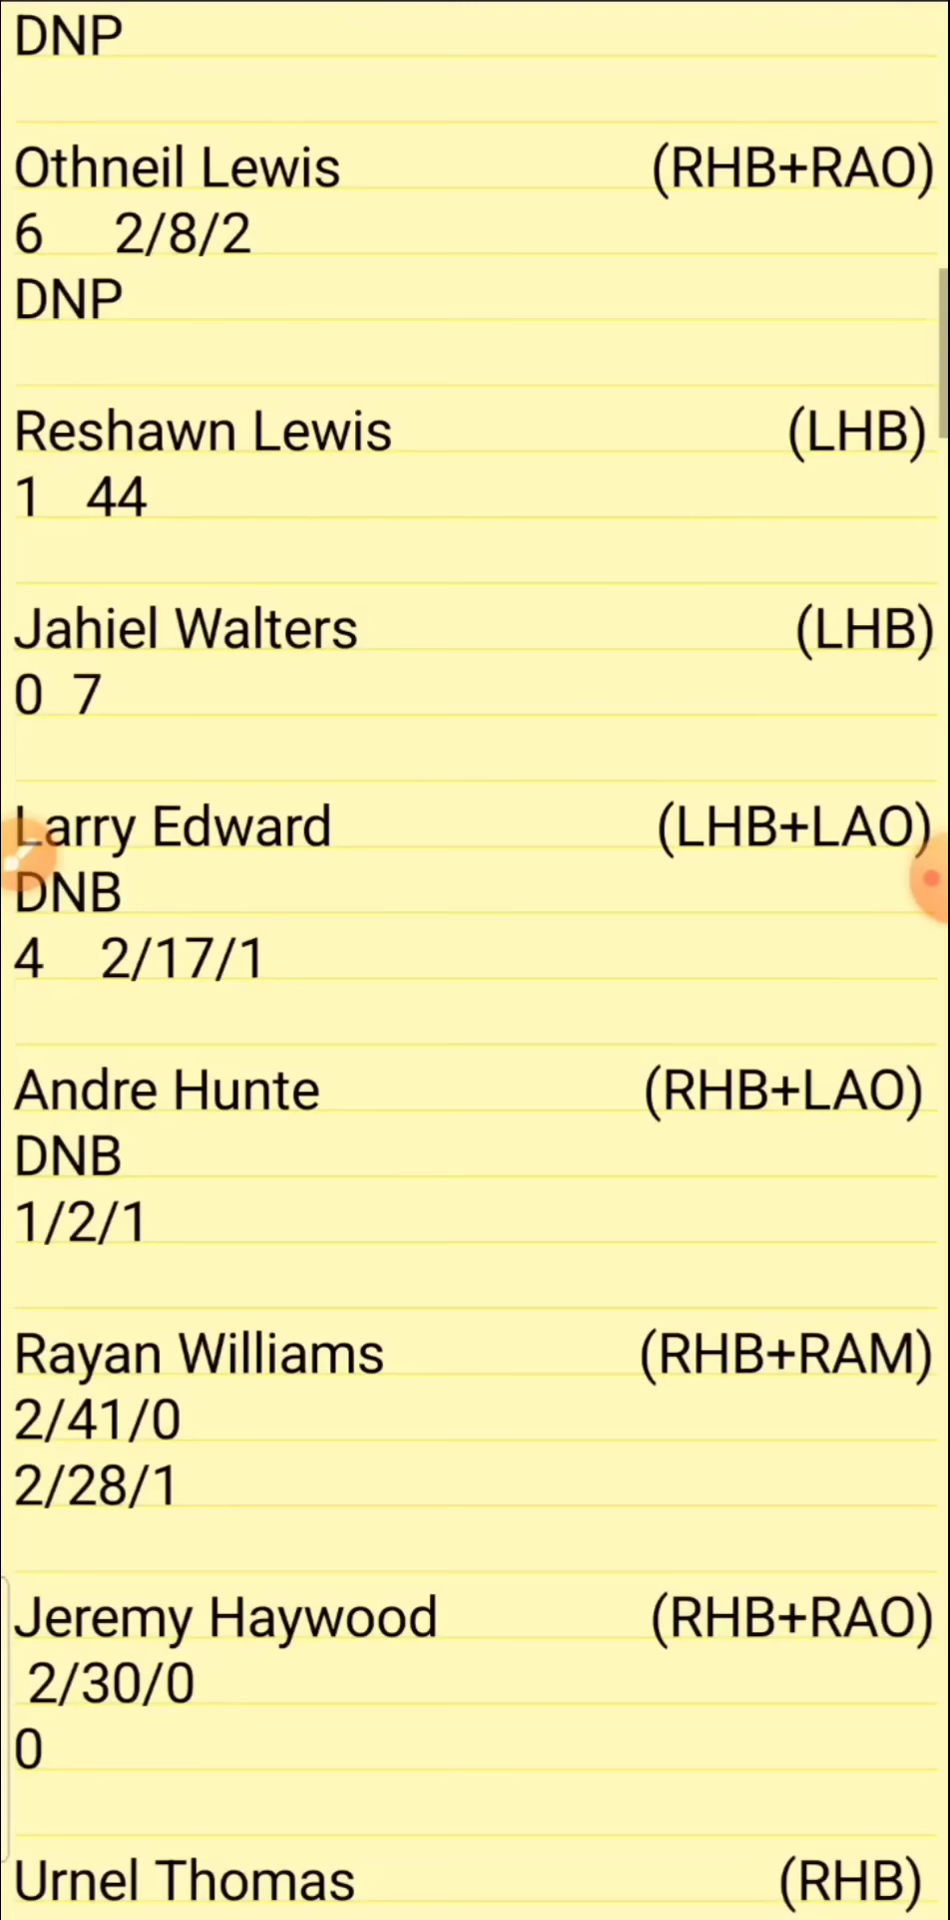 DNP
Othneil Lewis (RHB+RAO)
6 2/8/2
DNP
Reshawn Lewis (LHB)
1 44
Jahiel Walters (LHB)
0 7
Larry Edward (LHB+LAO)
DNB
4 2/17/1
Andre Hunte (RHB+LAO)
DNB
1/2/1
Rayan Williams (RHB+RAM)
2/41/0
2/28/1
Jeremy Haywood (RHB+RAO)
2/30/0
0
Urnel Thomas (RHB)